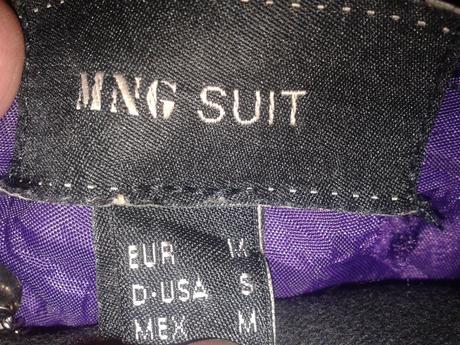 MNG SUIT
EUR M
D·USA S
MEX M